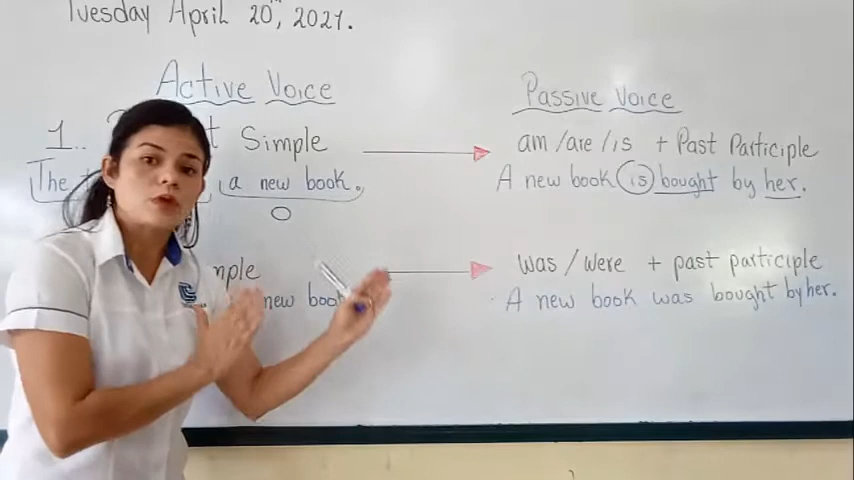 Tuesday April 20th, 2021.
Active Voice
1. Simple
The a new book.
O
new book
Passive Voice
am/are/is + Past Participle
A new book is bought by her.
was/were + past participle
A new book was bought by her.